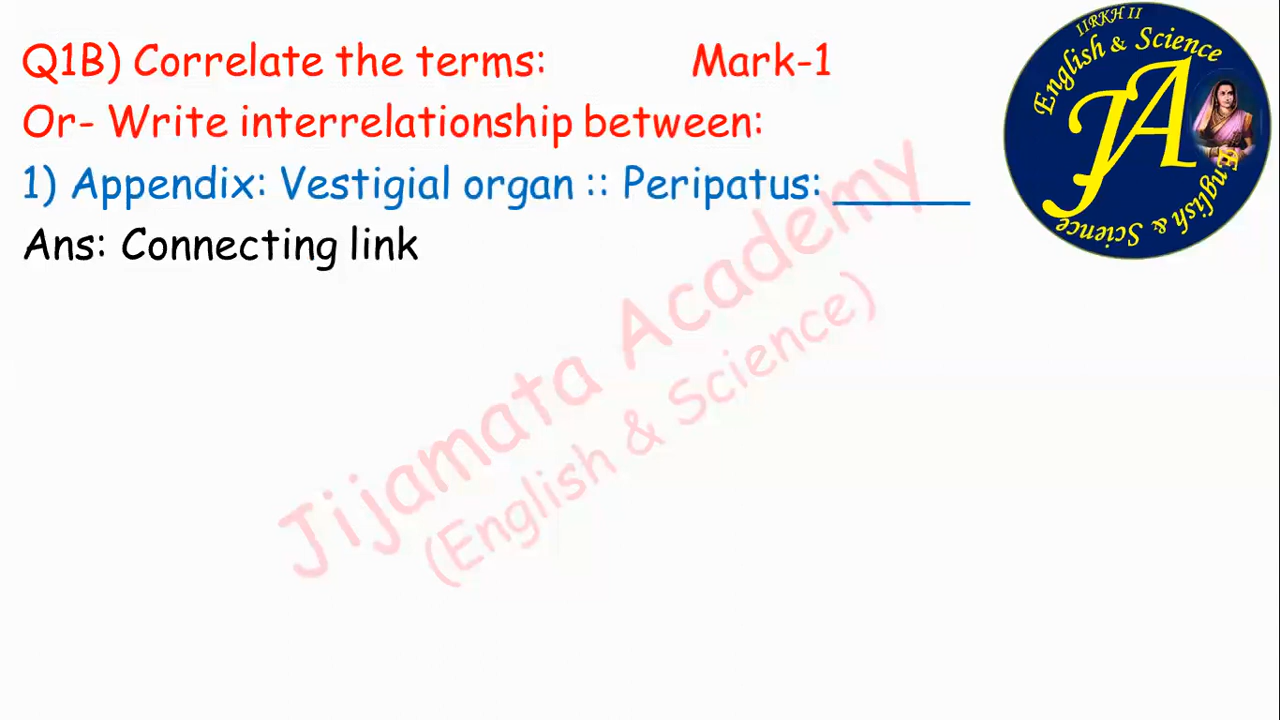 Q1B) Correlate the terms: Mark-1
Or- Write interrelationship between:
1) Appendix: Vestigial organ :: Peripatus: ______
Ans: Connecting link
Jijamata Academy
(English & Science)
IIRKH II
English & Science
JA
English & Science